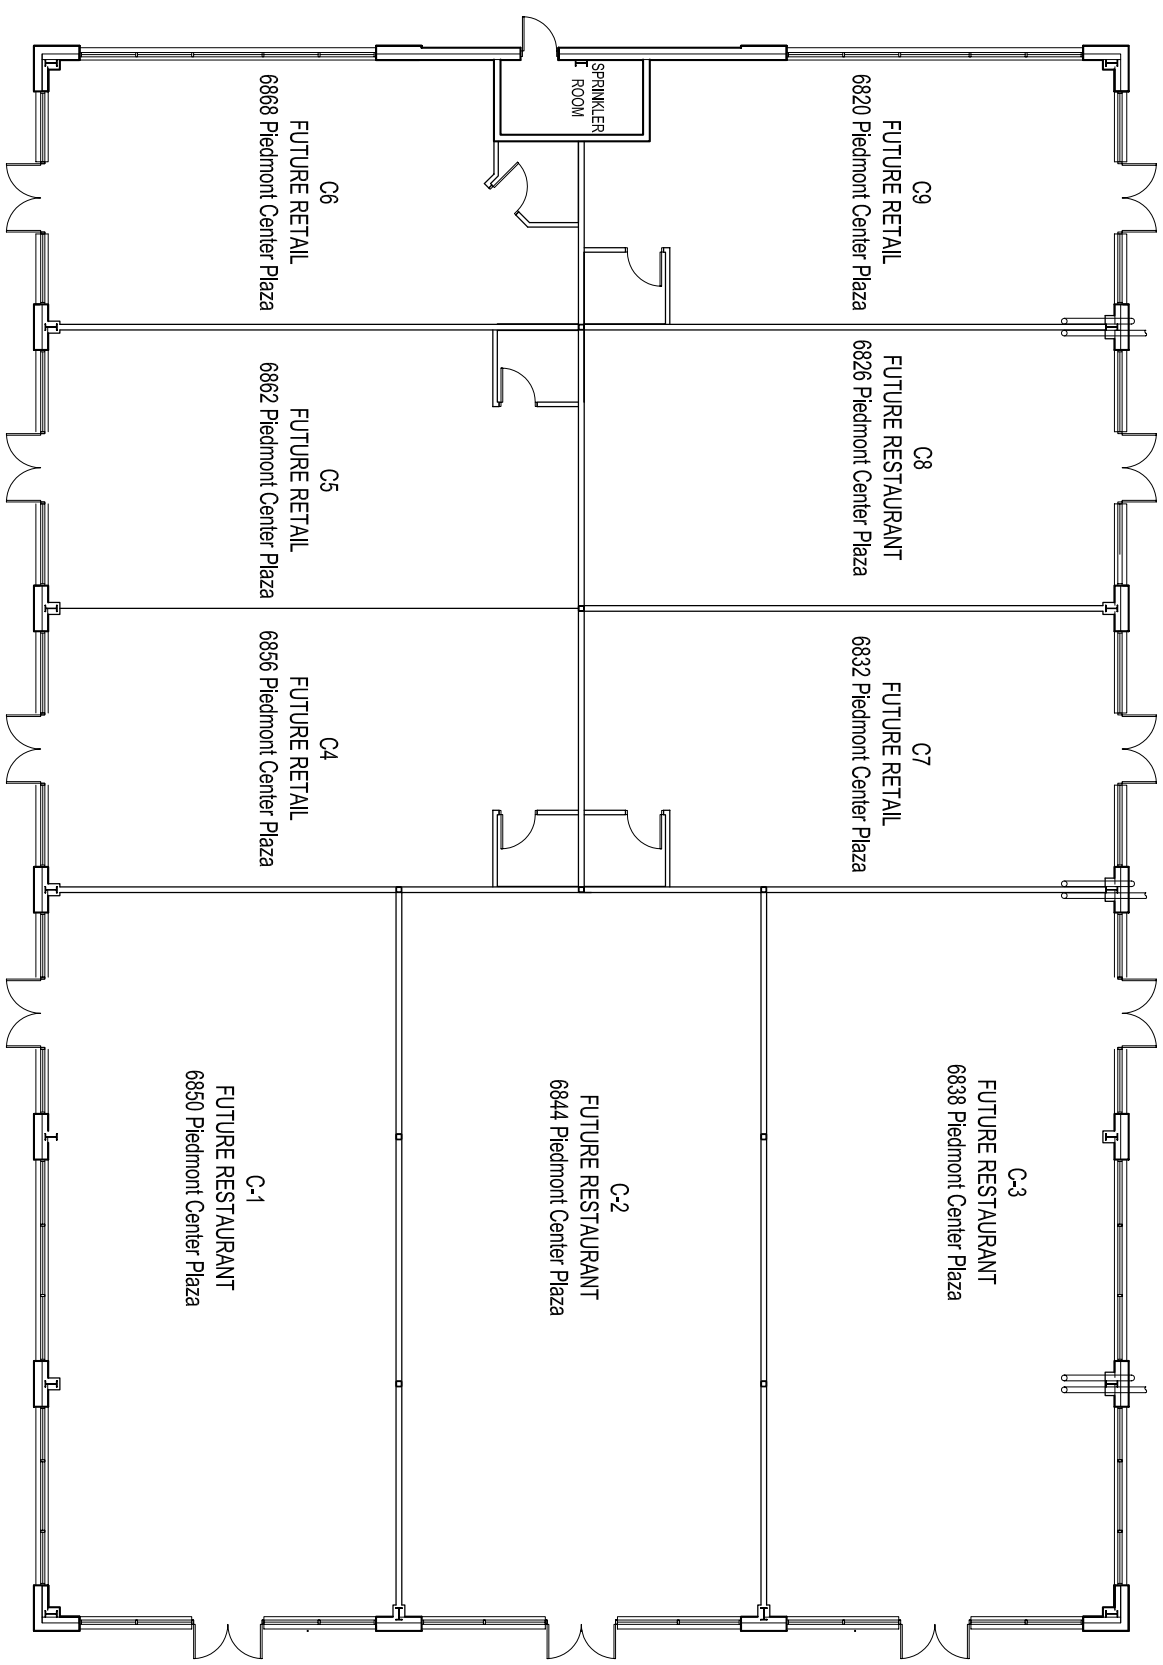 SPRINKLER
ROOM
C6
FUTURE RETAIL
6868 Piedmont Center Plaza
C9
FUTURE RETAIL
6820 Piedmont Center Plaza
C5
FUTURE RETAIL
6862 Piedmont Center Plaza
C8
FUTURE RESTAURANT
6826 Piedmont Center Plaza
C4
FUTURE RETAIL
6856 Piedmont Center Plaza
C7
FUTURE RETAIL
6832 Piedmont Center Plaza
C-1
FUTURE RESTAURANT
6850 Piedmont Center Plaza
C-2
FUTURE RESTAURANT
6844 Piedmont Center Plaza
C-3
FUTURE RESTAURANT
6838 Piedmont Center Plaza